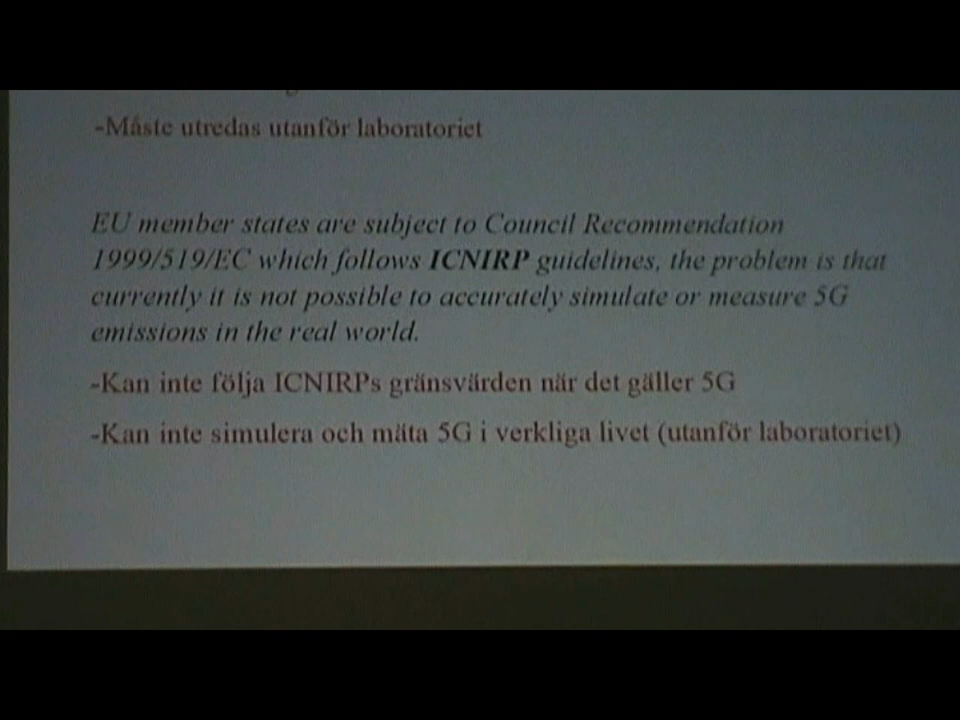 -Måste utredas utanför laboratoriet
EU member states are subject to Council Recommendation
1999/519/EC which follows ICNIRP guidelines, the problem is that
currently it is not possible to accurately simulate or measure 5G
emissions in the real world.
-Kan inte följa ICNIRPs gränsvärden när det gäller 5G
-Kan inte simulera och mäta 5G i verkliga livet (utanför laboratoriet)